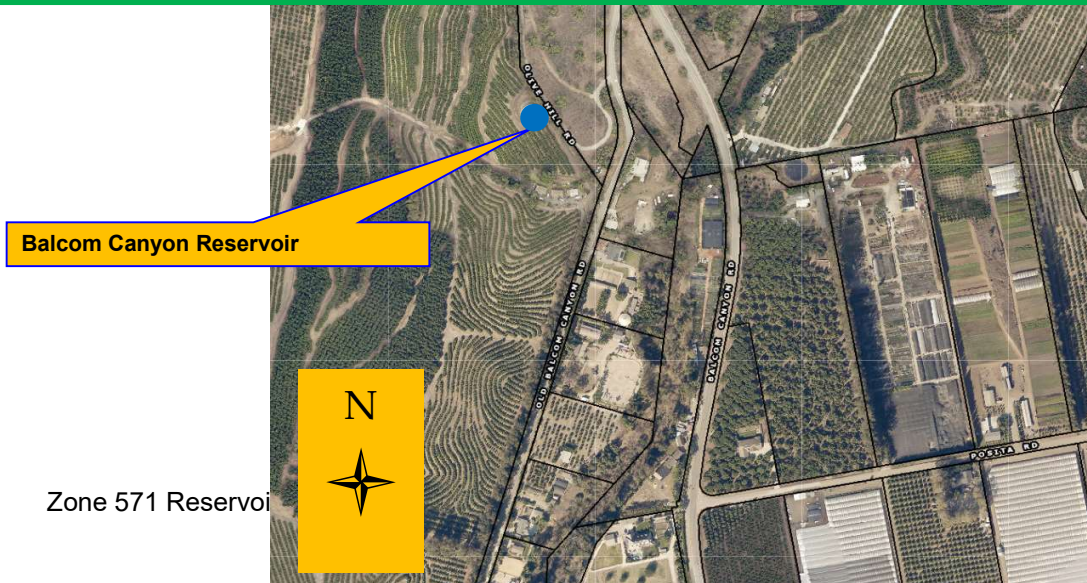 OLIVE HILL RD
Balcom Canyon Reservoir
OLD BALCOM CANYON RD
BALCOM CANYON RD
N
POSITA RD
Zone 571 Reservoi